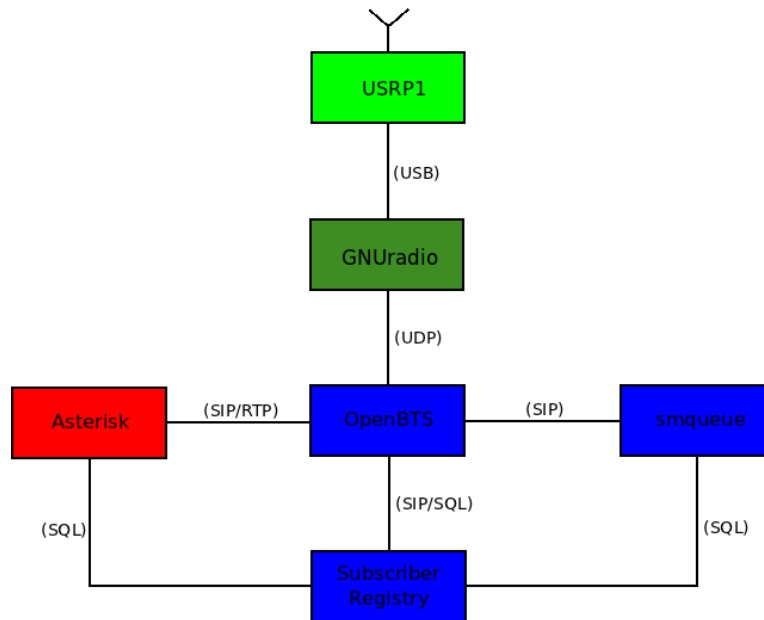 USRP1
(USB)
GNUradio
(UDP)
Asterisk
(SIP/RTP)
OpenBTS
(SIP)
smqueue
(SQL)
(SIP/SQL)
(SQL)
Subscriber
Registry